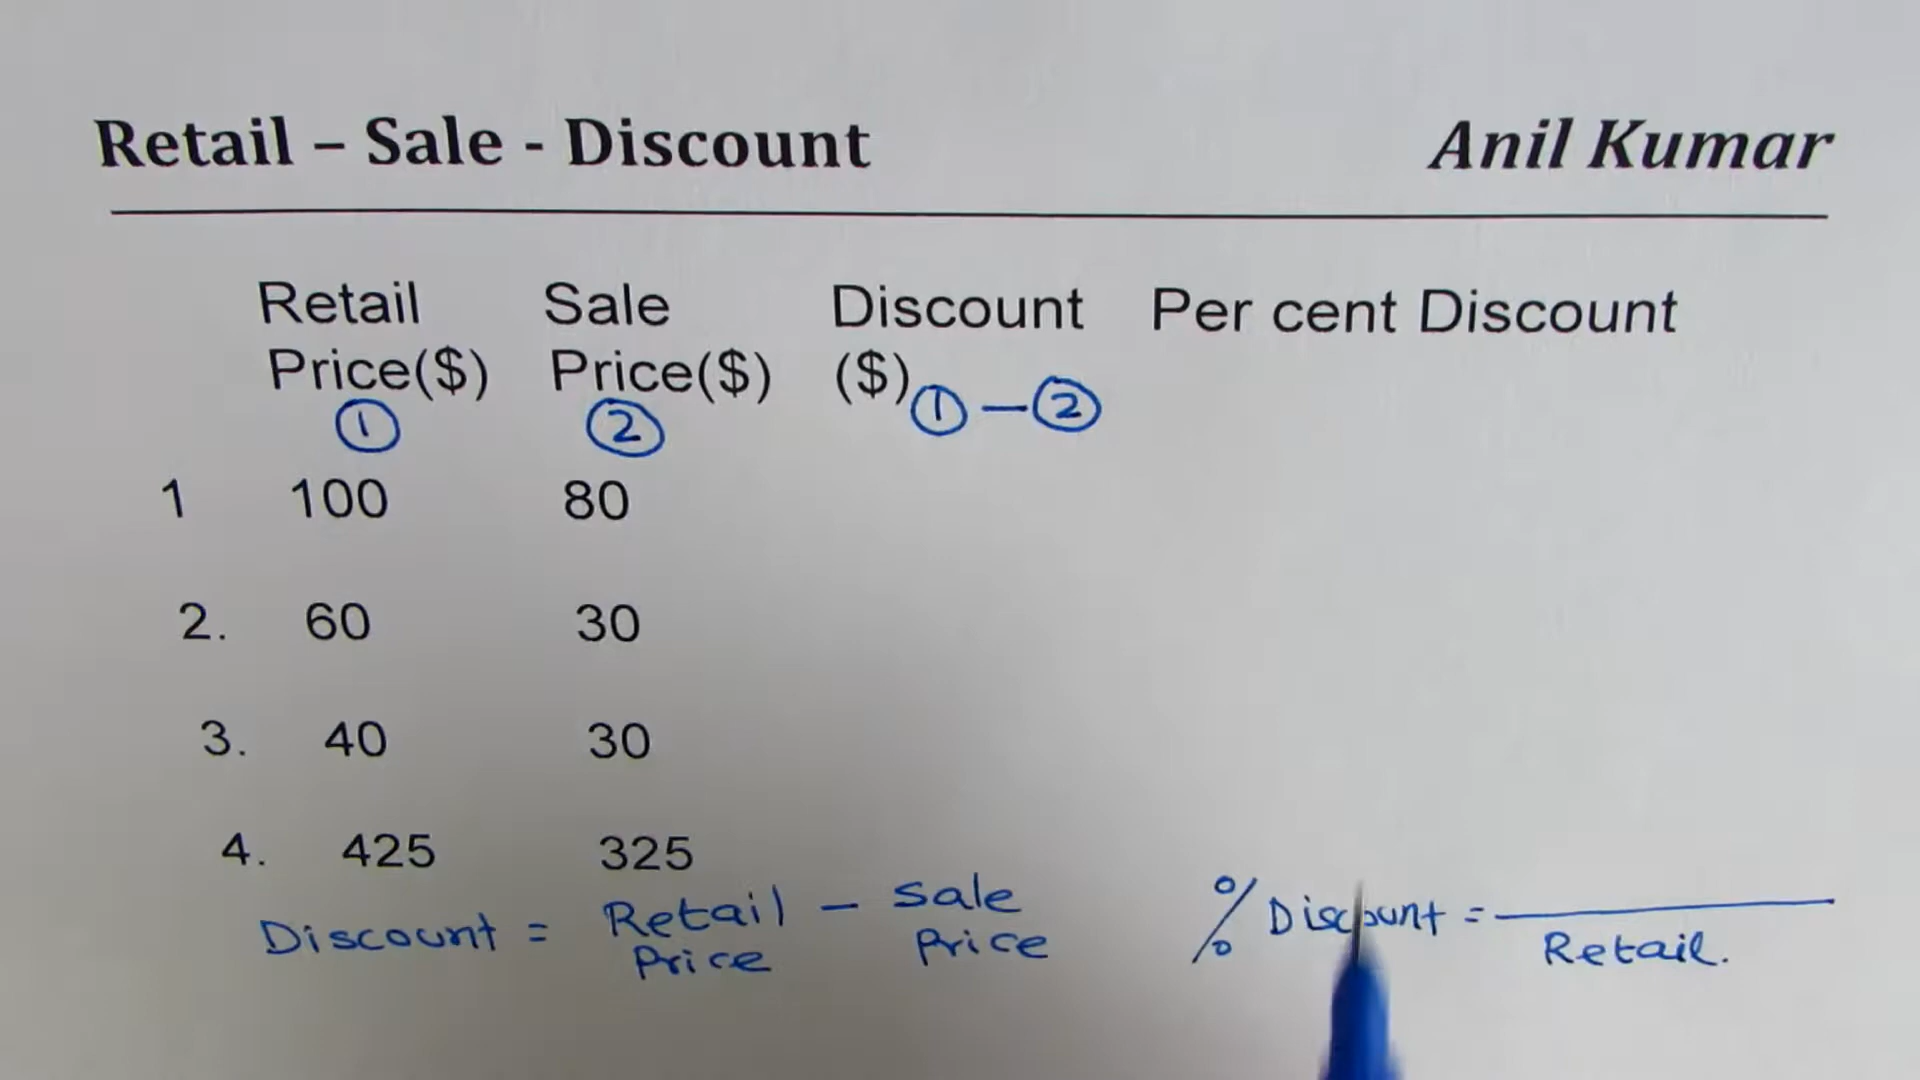 Retail – Sale - Discount Anil Kumar
Retail Sale Discount Per cent Discount
Price($) Price($) ($) ① — ②
① ②
1 100 80
2. 60 30
3. 40 30
4. 425 325
Discount = Retail Price — Sale Price
% Discount = Retail.